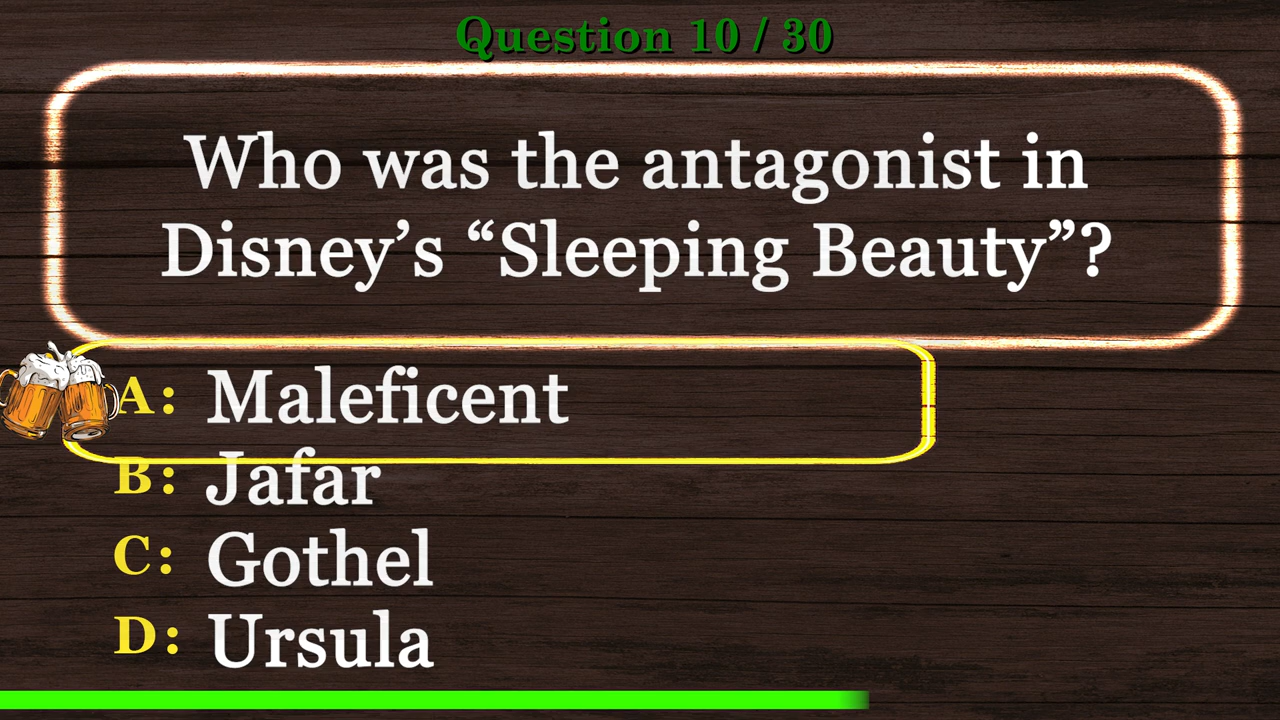 Question 10 / 30
Who was the antagonist in
Disney’s “Sleeping Beauty”?
A: Maleficent
B: Jafar
C: Gothel
D: Ursula